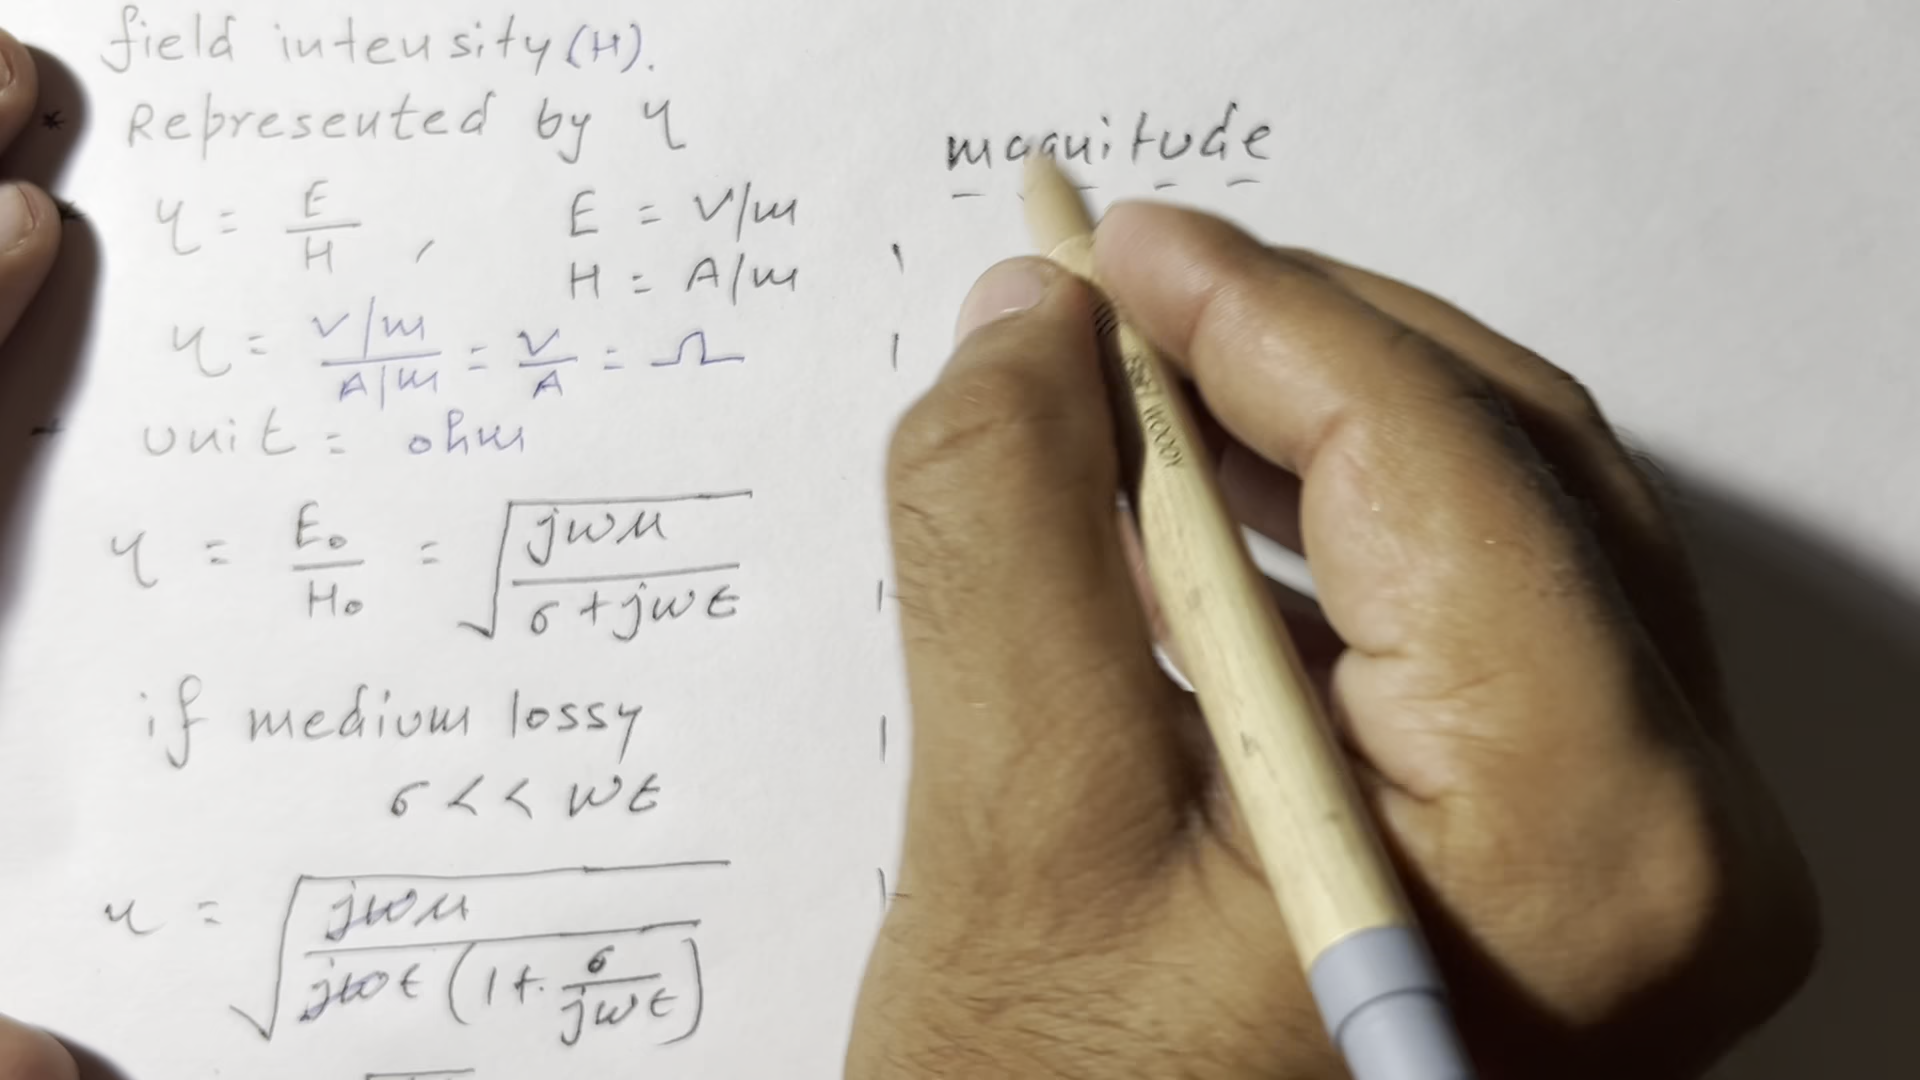 field intensity (H).
* Represented by η
η = E/H , E = V/m
H = A/m
η = V/m / A/m = V/A = Ω
unit = ohm
η = E₀/H₀ = √(jωμ / σ + jωε)
if medium lossy
σ << ωε
η = √(jωμ / jωε (1 + σ/jωε))
magnitude
WOODY